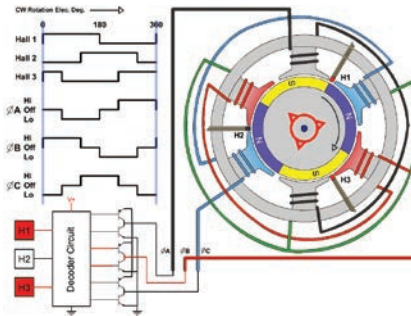 CW Rotation Elec. Deg.
0 180 360
Hall 1
Hall 2
Hall 3
Hi
ØA Off
Lo
Hi
ØB Off
Lo
Hi
ØC Off
Lo
V+
H1
H2
H3
Decoder Circuit
ØA ØB ØC
H1
H2
H3
S
N
N
S